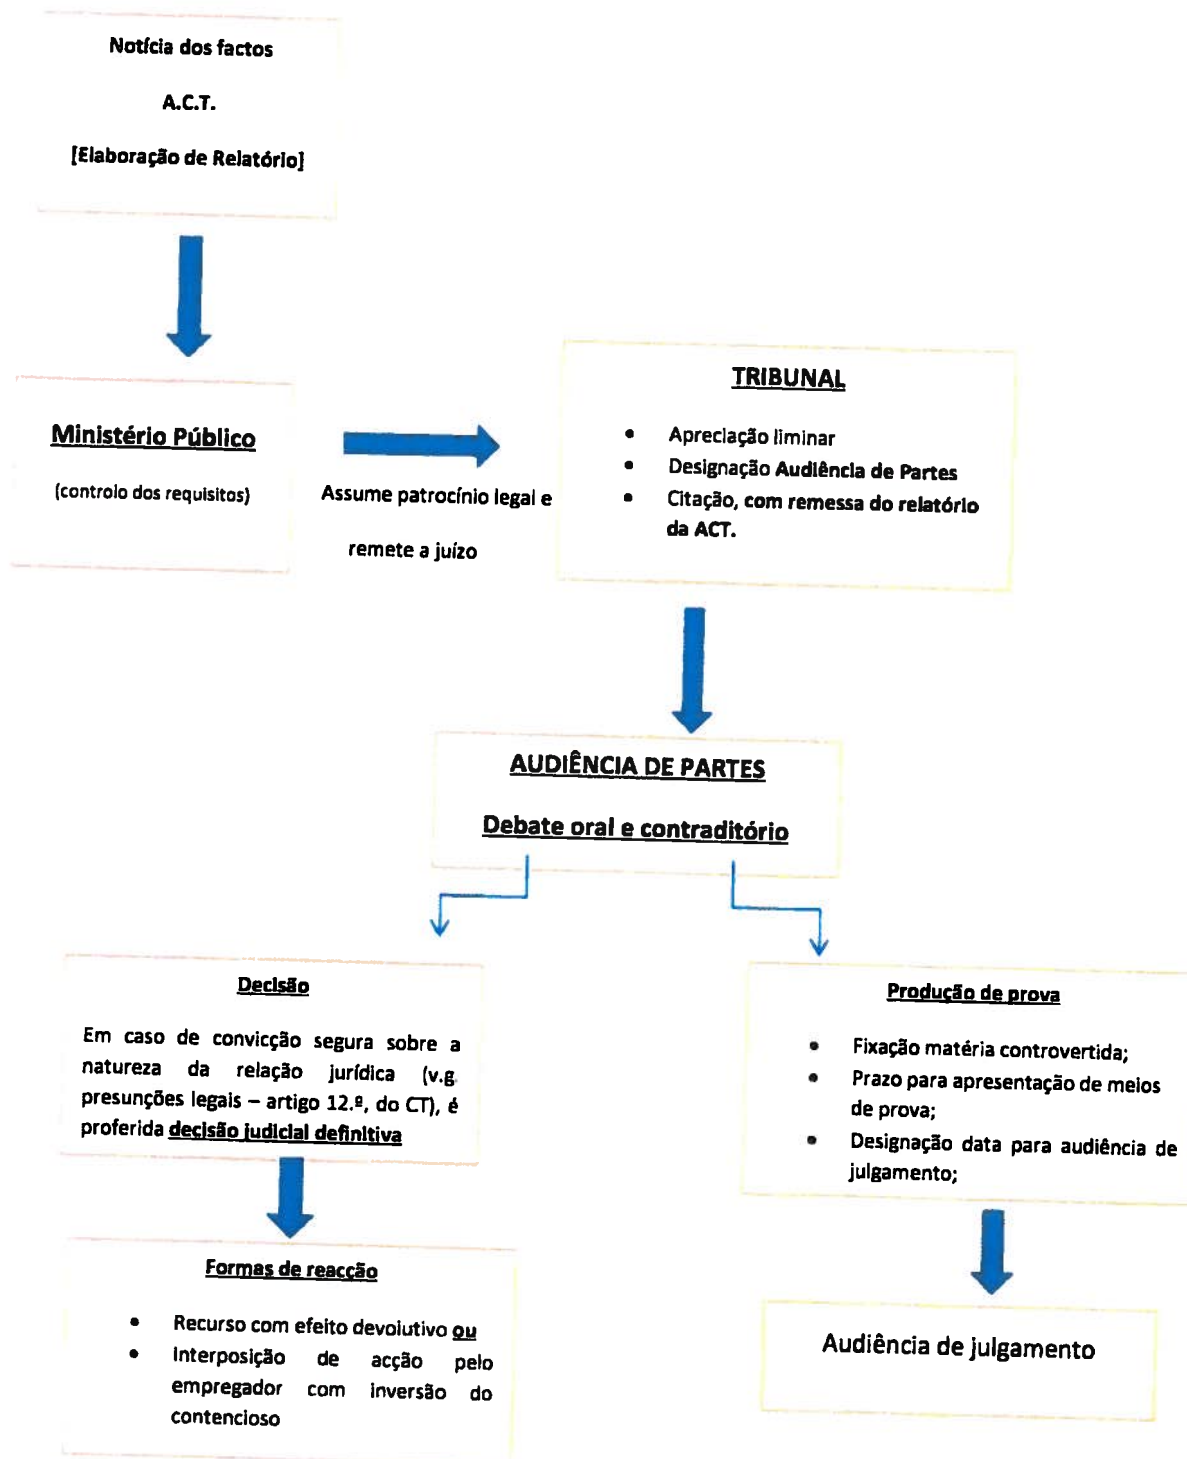 Notícia dos factos
A.C.T.
[Elaboração de Relatório]
Ministério Público
(controlo dos requisitos)
Assume patrocínio legal e
remete a juízo
TRIBUNAL
• Apreciação liminar
• Designação Audiência de Partes
• Citação, com remessa do relatório
da ACT.
AUDIÊNCIA DE PARTES
Debate oral e contraditório
Decisão
Em caso de convicção segura sobre a
natureza da relação jurídica (v.g.
presunções legais – artigo 12.º, do CT), é
proferida decisão judicial definitiva
Formas de reacção
• Recurso com efeito devolutivo ou
• Interposição de acção pelo
empregador com inversão do
contencioso
Produção de prova
• Fixação matéria controvertida;
• Prazo para apresentação de meios
de prova;
• Designação data para audiência de
julgamento;
Audiência de julgamento